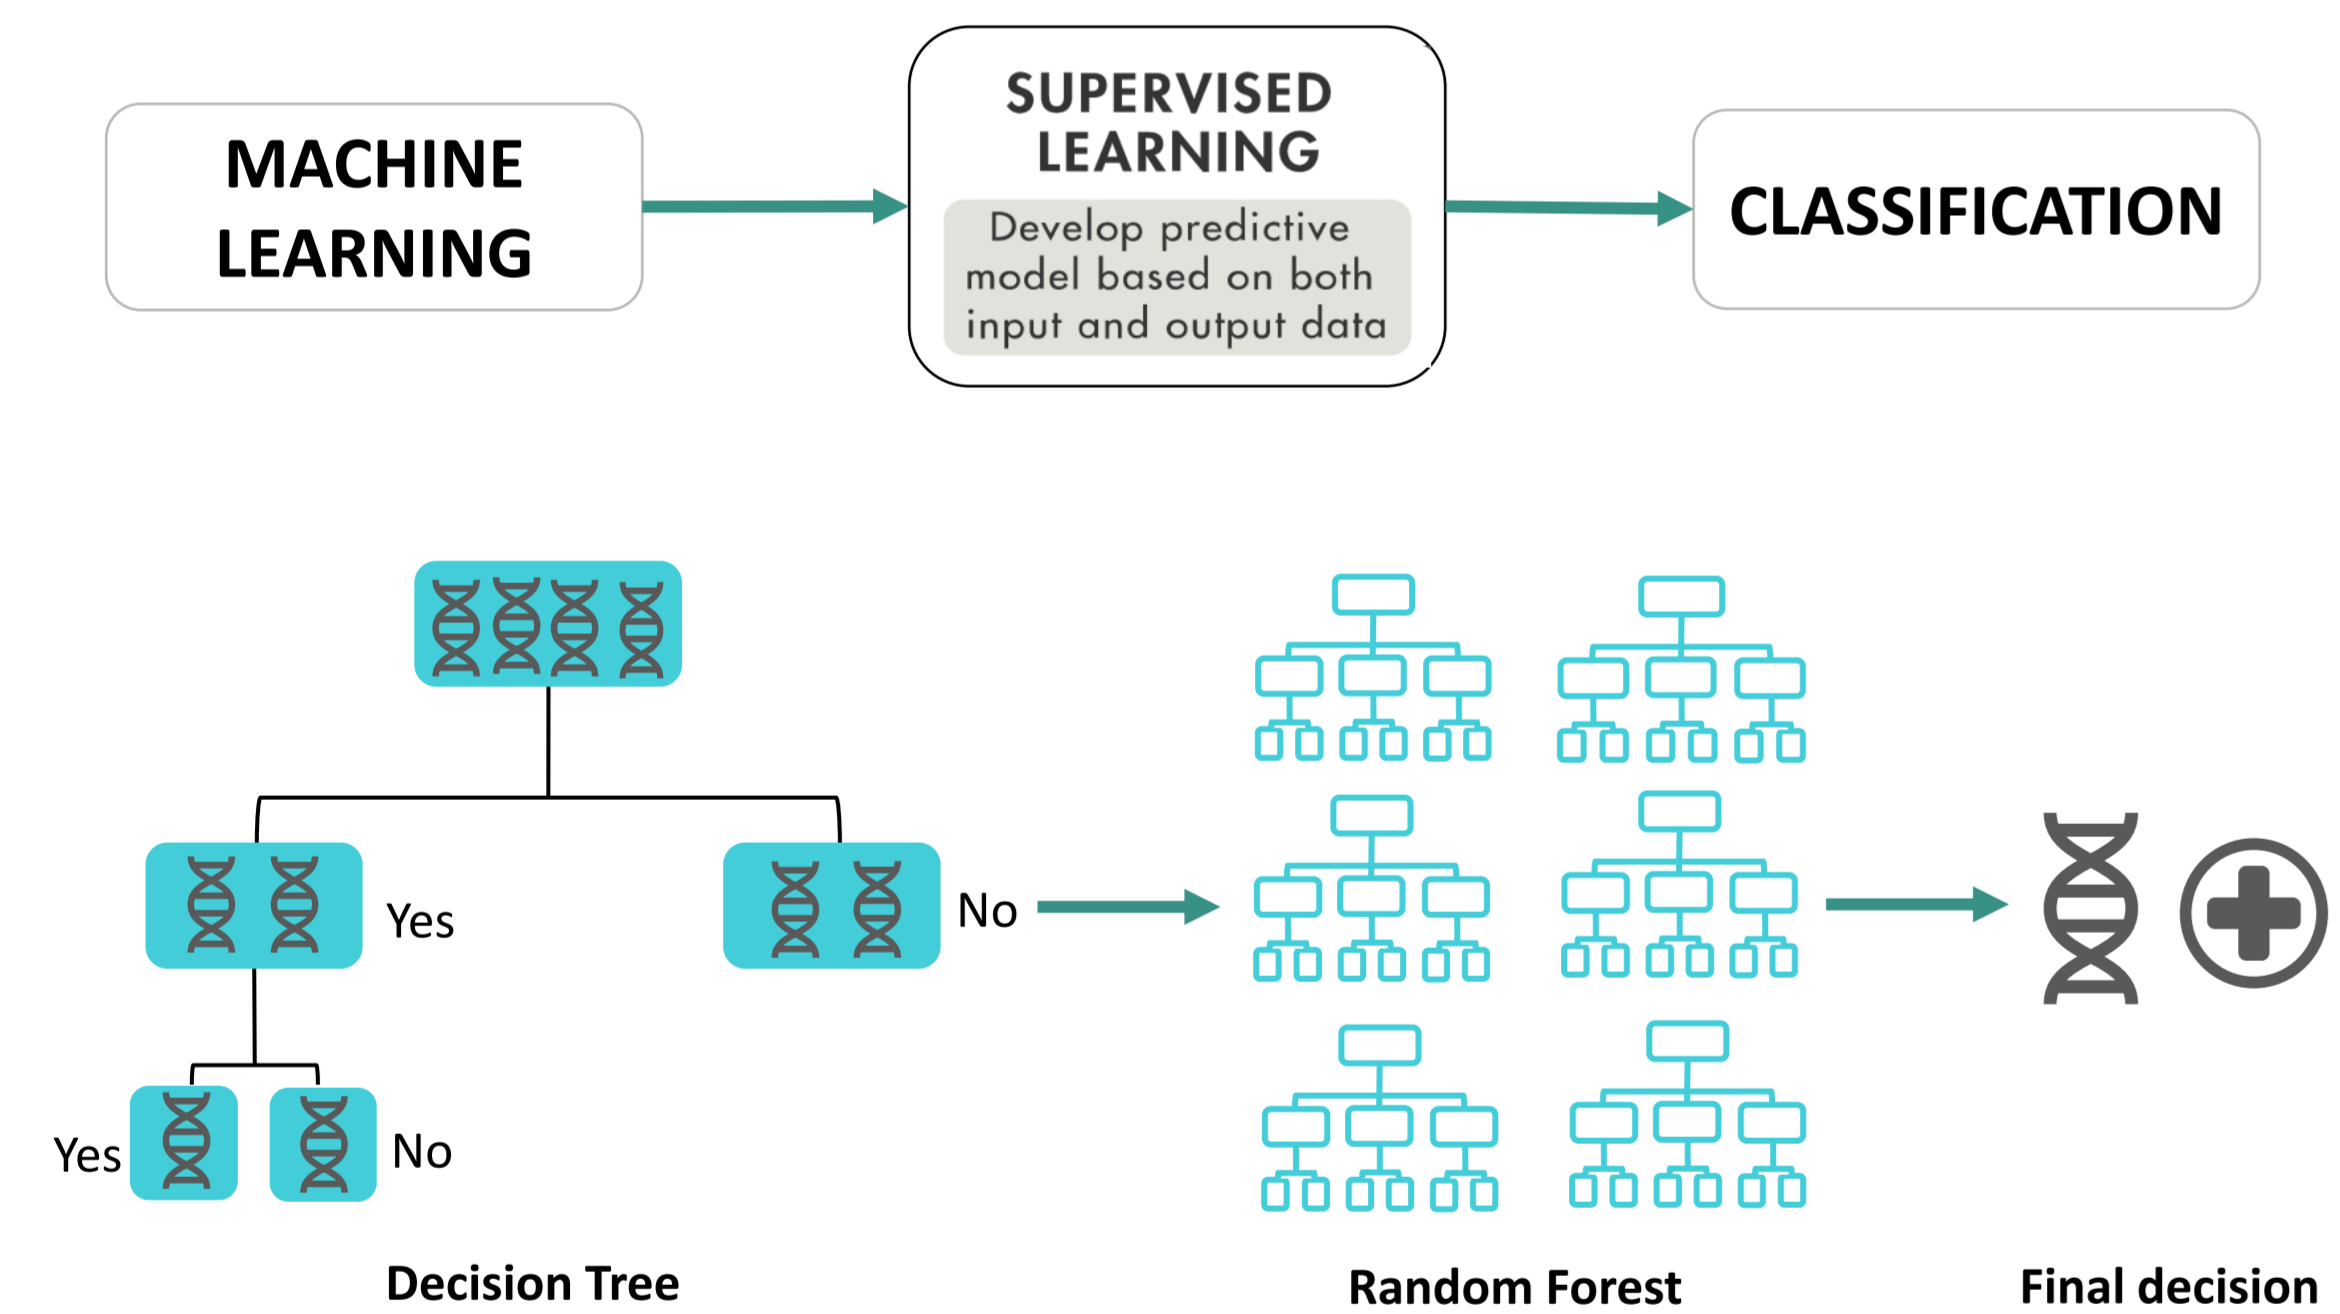 MACHINE
LEARNING
SUPERVISED
LEARNING
Develop predictive
model based on both
input and output data
CLASSIFICATION
Yes
No
Yes
No
Decision Tree
Random Forest
Final decision